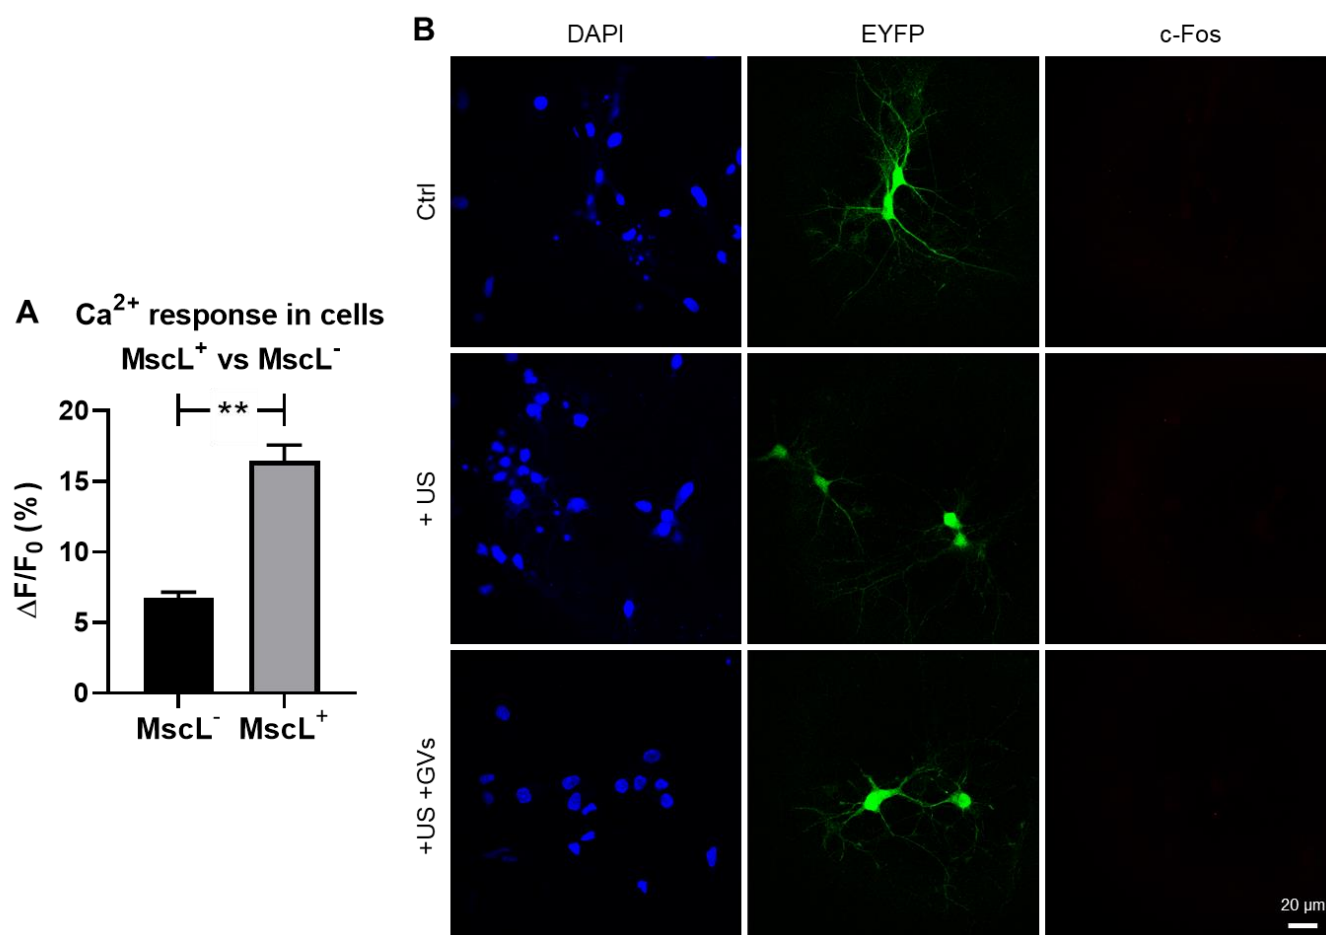 A
Ca2+ response in cells
MscL+ vs MscL-
**
ΔF/F0 (%)
20
15
10
5
0
MscL- MscL+
B
DAPI EYFP c-Fos
Ctrl
+ US
+US +GVs
20 µm